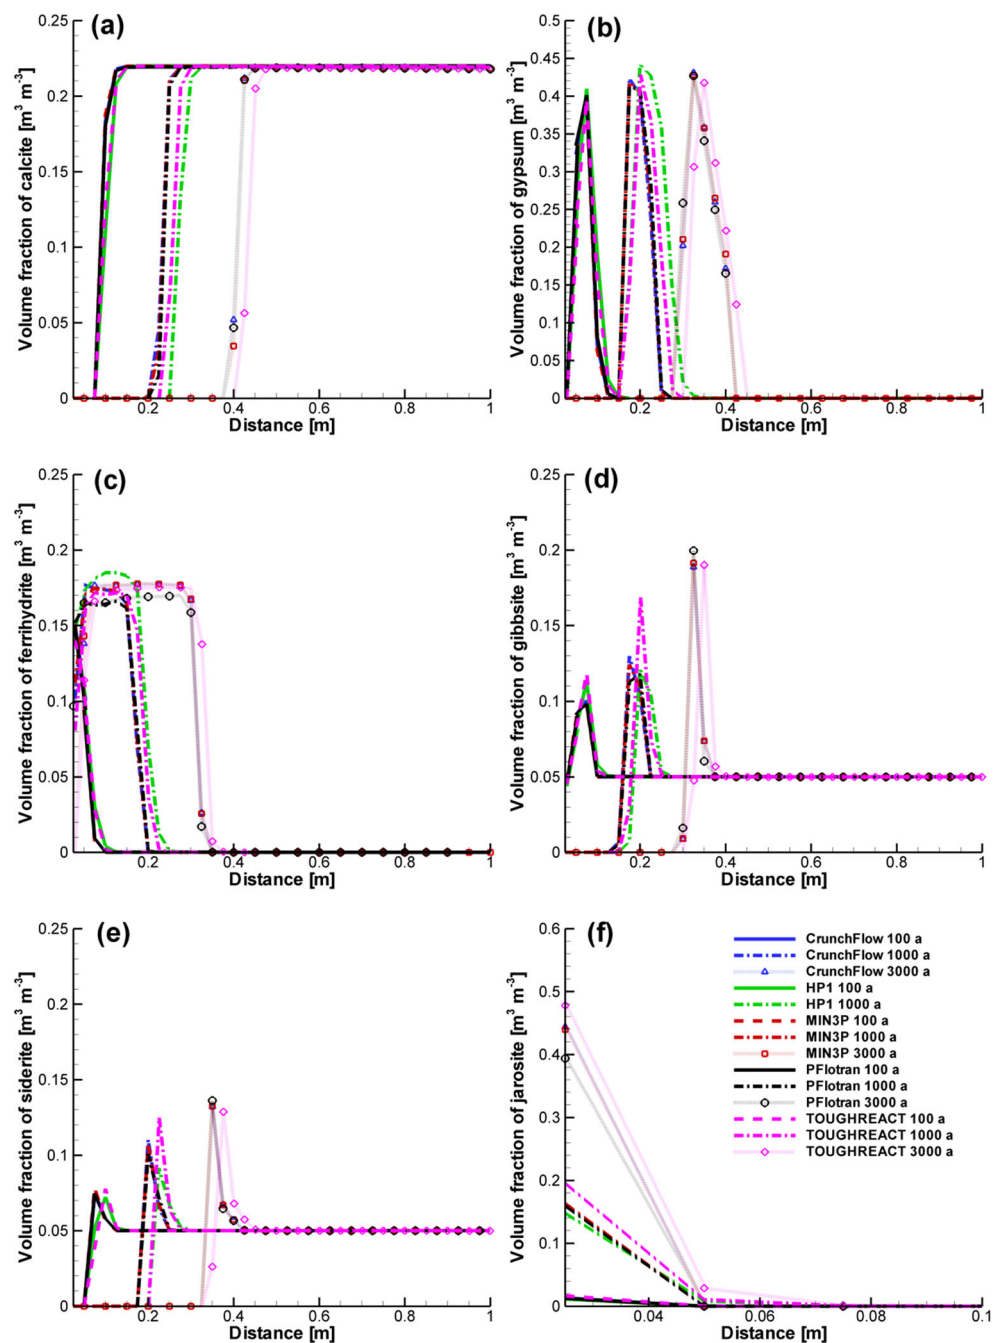 (a)
Volume fraction of calcite [m³ m⁻³]
0.25
0.2
0.15
0.1
0.05
0
0.2
0.4
0.6
0.8
1
Distance [m]
(b)
Volume fraction of gypsum [m³ m⁻³]
0.5
0.45
0.4
0.35
0.3
0.25
0.2
0.15
0.1
0.05
0
0.2
0.4
0.6
0.8
1
Distance [m]
(c)
Volume fraction of ferrihydrite [m³ m⁻³]
0.25
0.2
0.15
0.1
0.05
0
0.2
0.4
0.6
0.8
1
Distance [m]
(d)
Volume fraction of gibbsite [m³ m⁻³]
0.25
0.2
0.15
0.1
0.05
0
0.2
0.4
0.6
0.8
1
Distance [m]
(e)
Volume fraction of siderite [m³ m⁻³]
0.25
0.2
0.15
0.1
0.05
0
0.2
0.4
0.6
0.8
1
Distance [m]
(f)
Volume fraction of jarosite [m³ m⁻³]
0.6
0.5
0.4
0.3
0.2
0.1
0
0.04
0.06
0.08
0.1
Distance [m]
CrunchFlow 100 a
CrunchFlow 1000 a
CrunchFlow 3000 a
HP1 100 a
HP1 1000 a
MIN3P 100 a
MIN3P 1000 a
MIN3P 3000 a
PFlotran 100 a
PFlotran 1000 a
PFlotran 3000 a
TOUGHREACT 100 a
TOUGHREACT 1000 a
TOUGHREACT 3000 a